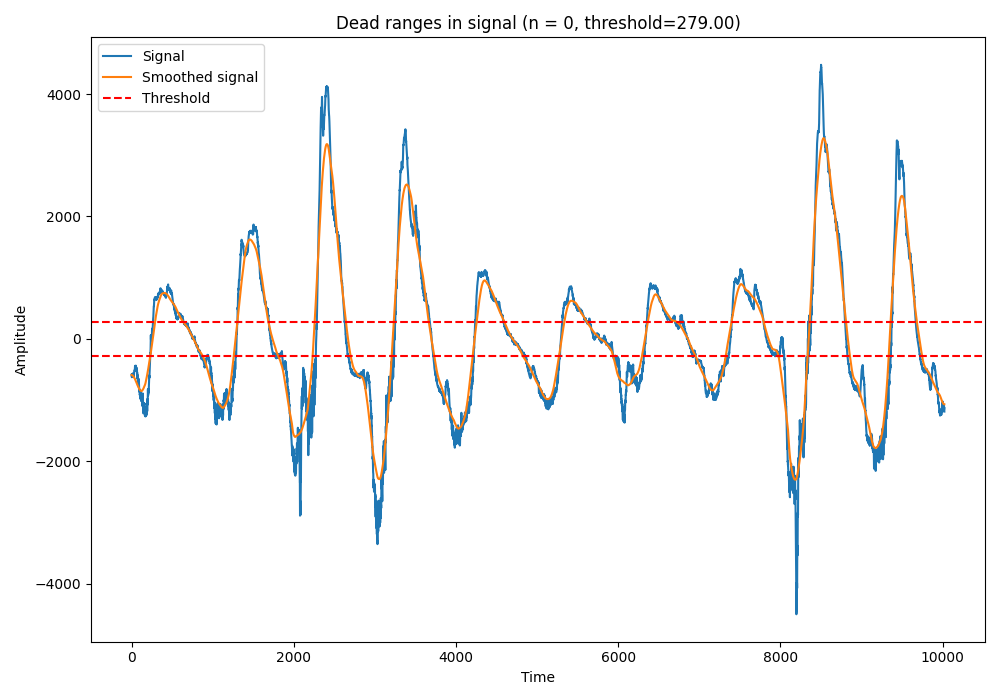 Dead ranges in signal (n = 0, threshold=279.00)
Signal
Smoothed signal
Threshold
4000
2000
0
−2000
−4000
Amplitude
0
2000
4000
6000
8000
10000
Time